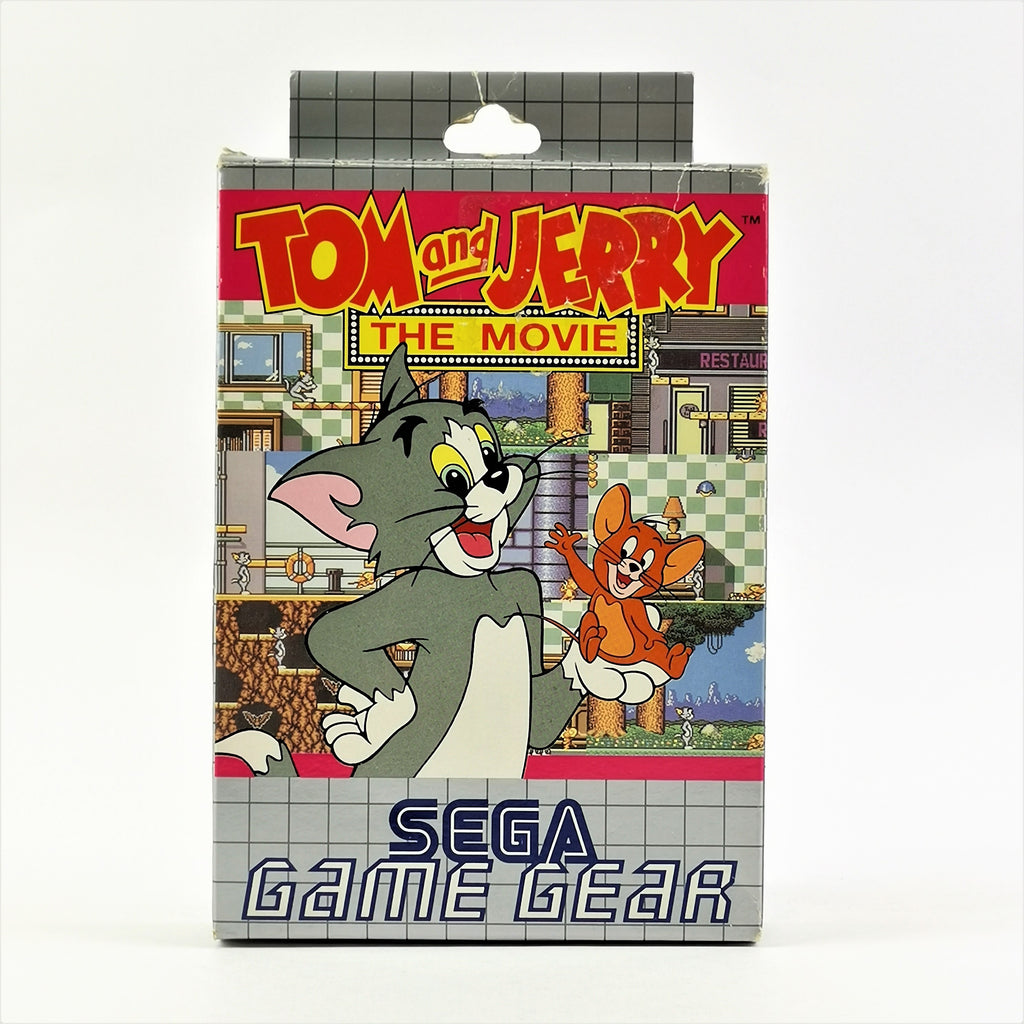 TOM and JERRY™
THE MOVIE
RESTAUR
SEGA
GAME GEAR